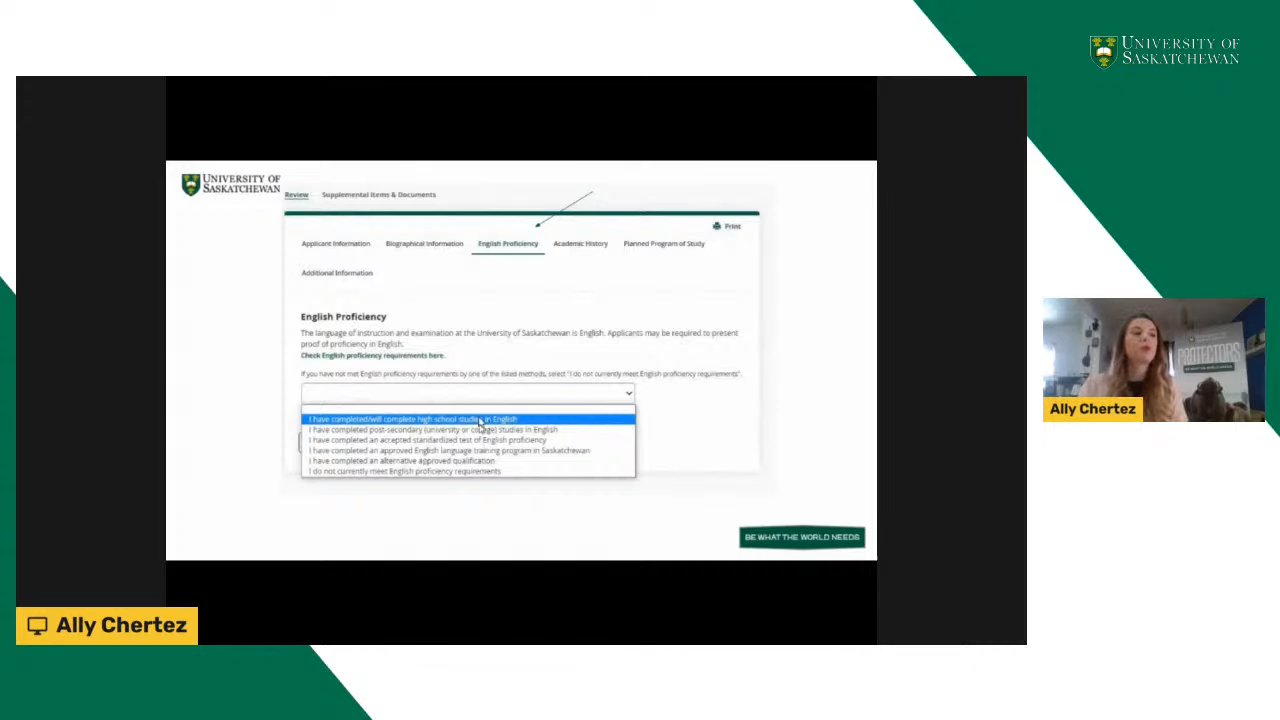 UNIVERSITY OF
SASKATCHEWAN
UNIVERSITY OF
SASKATCHEWAN
Review Supplemental Items & Documents
Print
Applicant Information Biographical Information English Proficiency Academic History Planned Program of Study
Additional Information
English Proficiency
The language of instruction and examination at the University of Saskatchewan is English. Applicants may be required to present
proof of proficiency in English.
Check English proficiency requirements here.
If you have not met English proficiency requirements by one of the listed methods, select "I do not currently meet English proficiency requirements".
I have completed/will complete high school studies in English
I have completed post-secondary (university or college) studies in English
I have completed an accepted standardized test of English proficiency
I have completed an approved English language training program in Saskatchewan
I have completed an alternative approved qualification
I do not currently meet English proficiency requirements
BE WHAT THE WORLD NEEDS
PROTECTORS
BE WHAT THE WORLD NEEDS
Ally Chertez
Ally Chertez